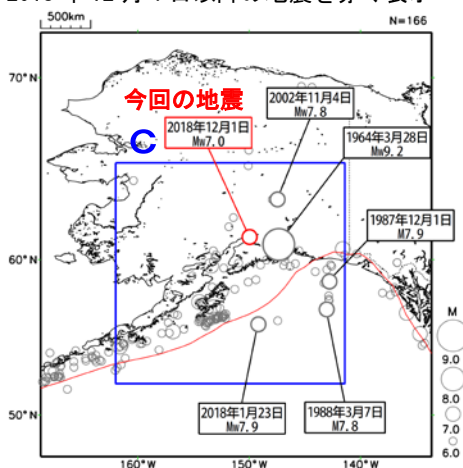 500km
N=166
70°N
今回の地震
2002年11月4日
Mw7.8
C
2018年12月1日
Mw7.0
1964年3月28日
Mw9.2
1987年12月1日
M7.9
60°N
M
9.0
8.0
7.0
6.0
2018年1月23日
Mw7.9
1988年3月7日
M7.8
50°N
160°W
150°W
140°W